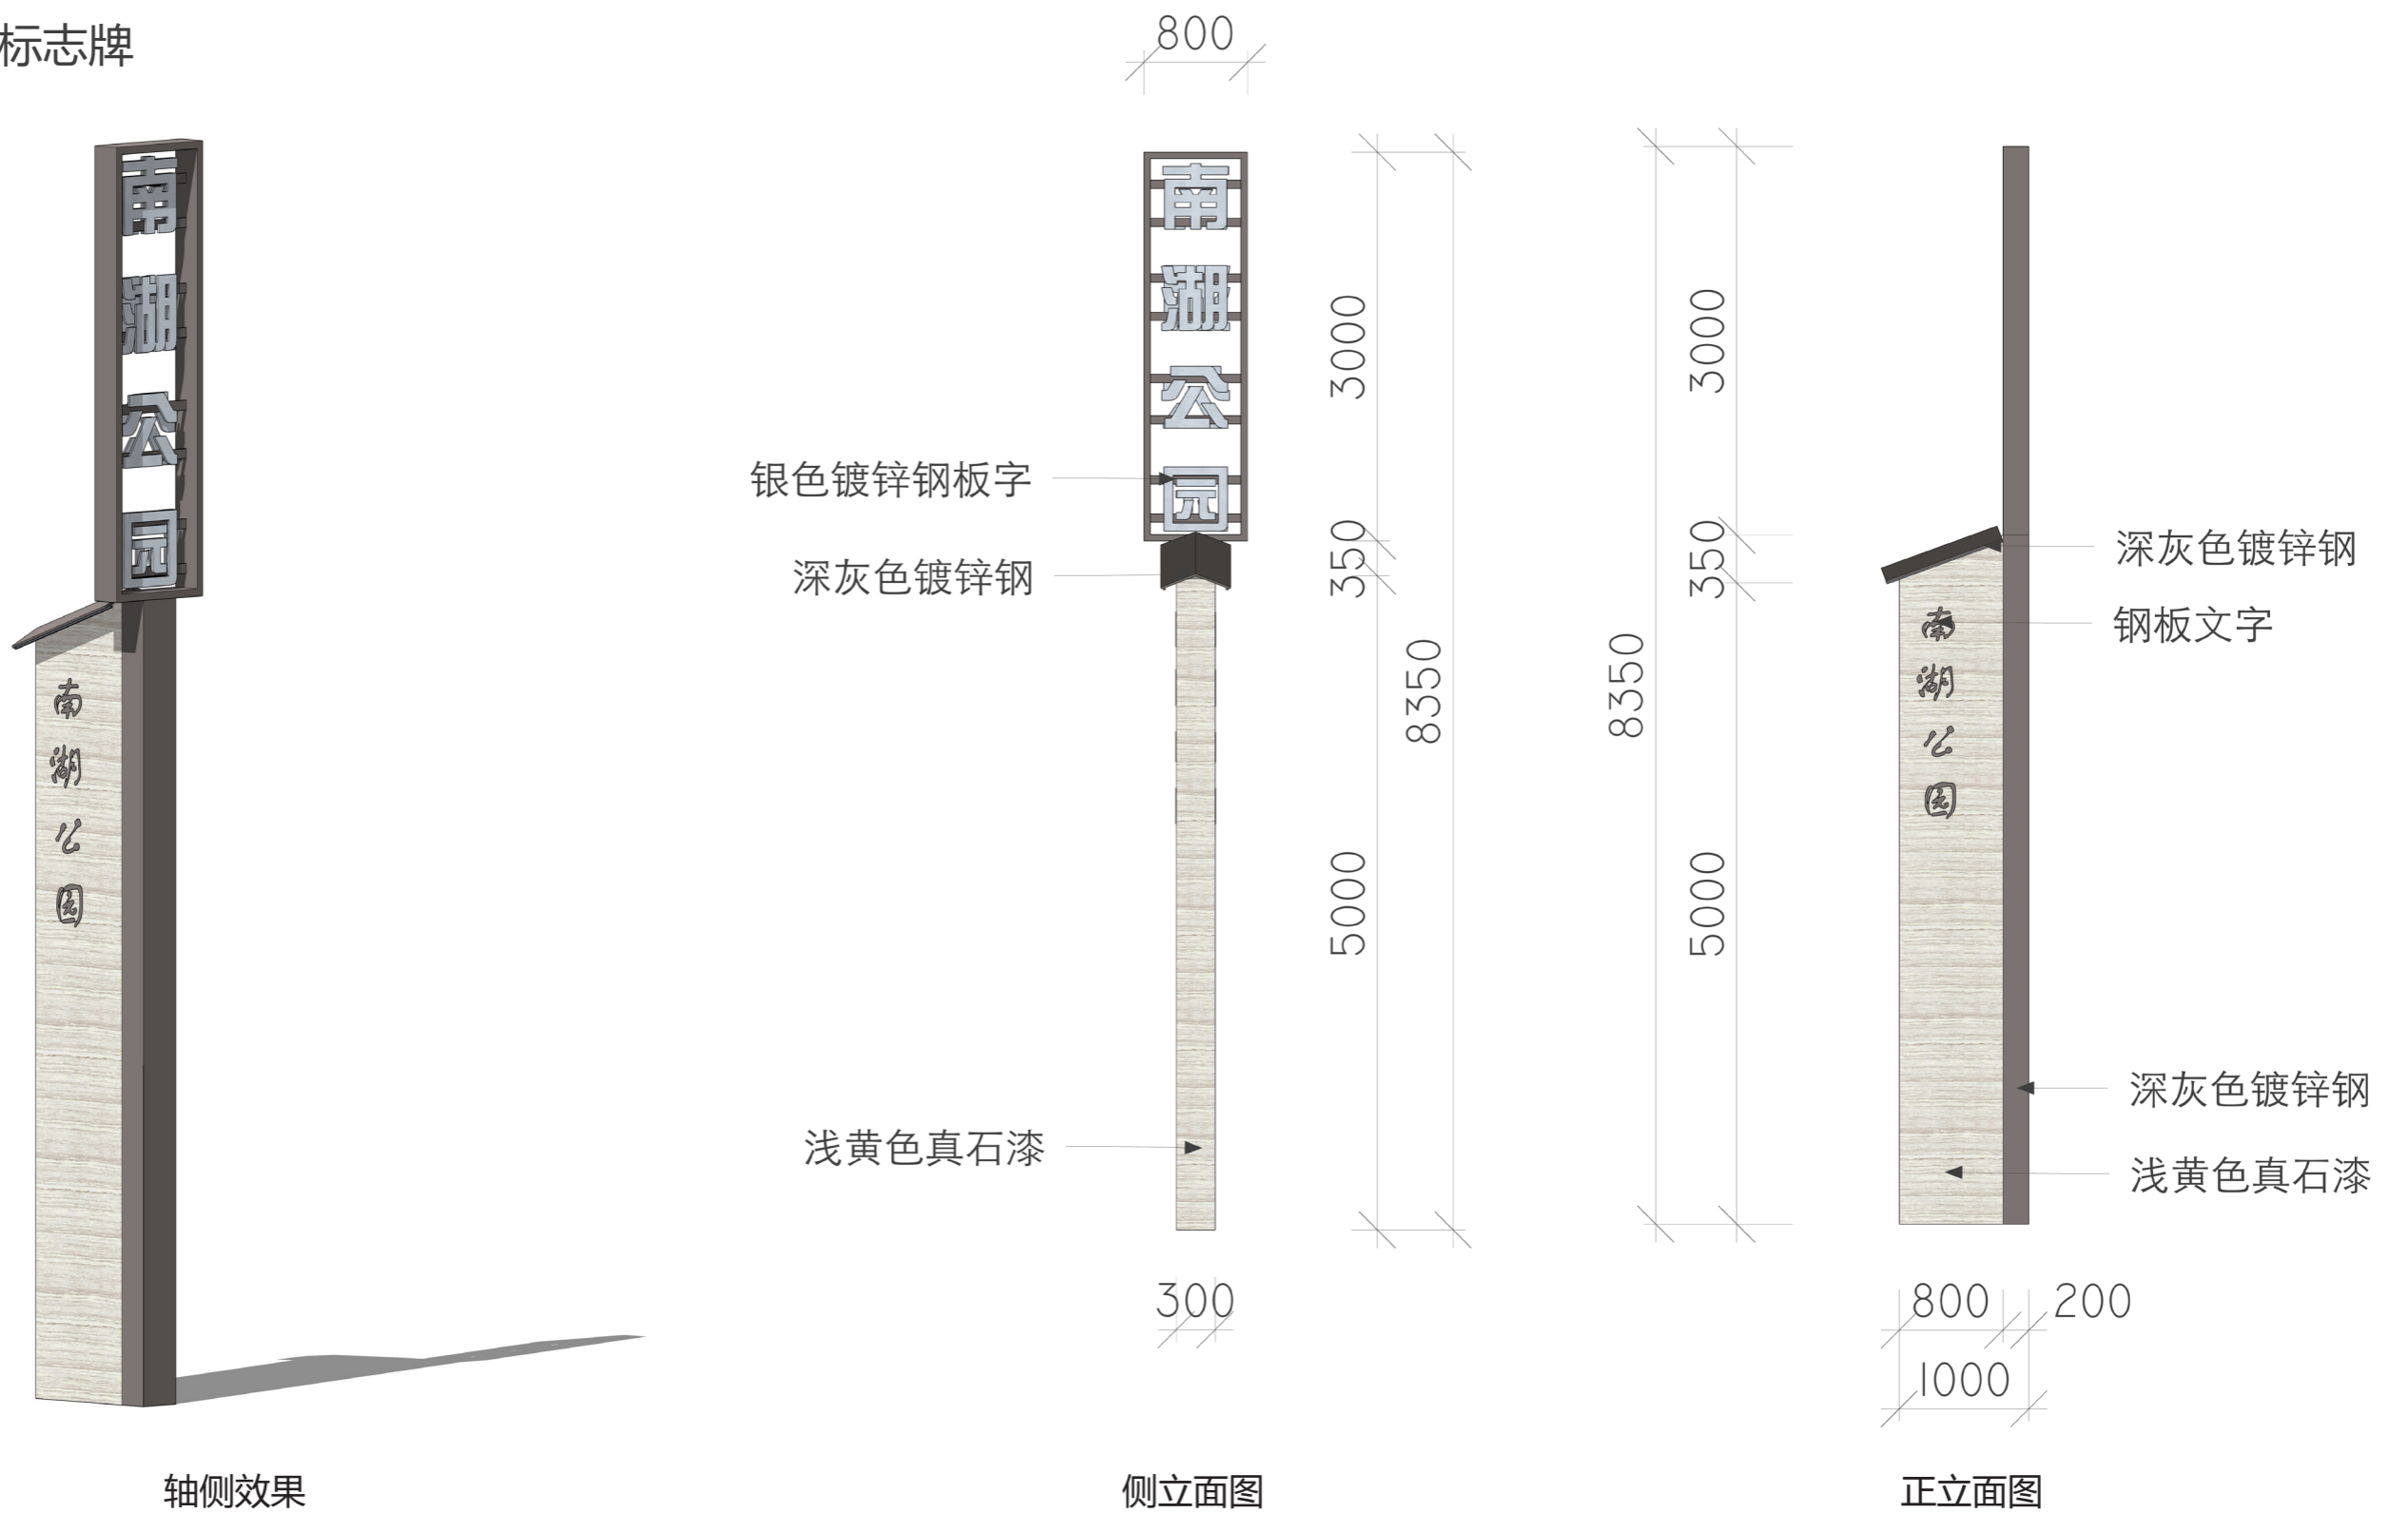 标志牌
南
湖
公
园
南
湖
公
园
轴侧效果
800
南
湖
公
园
银色镀锌钢板字
深灰色镀锌钢
浅黄色真石漆
3000
350
8350
5000
300
侧立面图
3000
350
8350
5000
南
湖
公
园
深灰色镀锌钢
钢板文字
深灰色镀锌钢
浅黄色真石漆
800 200
1000
正立面图